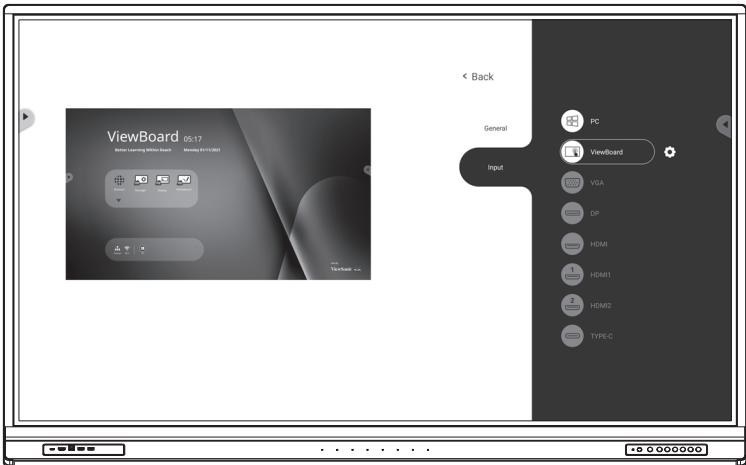 < Back
General
Input
ViewBoard 05:17
Better Learning Within Reach Monday 01/11/2021
ViewSonic
PC
ViewBoard
VGA
DP
HDMI
1
HDMI1
2
HDMI2
TYPE-C